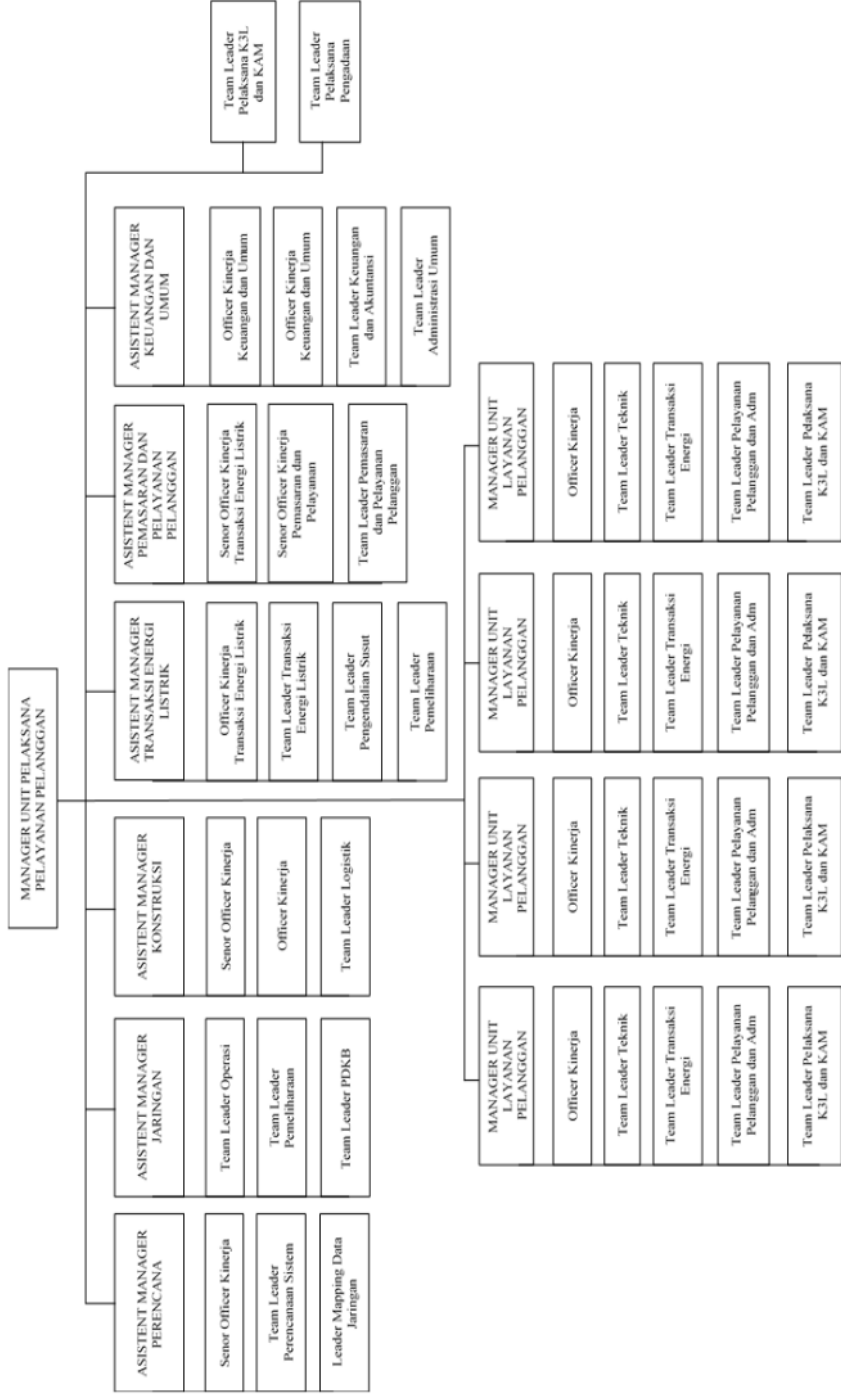 MANAGER UNIT PELAKSANA
PELAYANAN PELANGGAN
ASISTENT MANAGER
PERENCANA
Senor Officer Kinerja
Team Leader
Perencanaan Sistem
Leader Mapping Data
Jaringan
ASISTENT MANAGER
JARINGAN
Team Leader Operasi
Team Leader
Pemeliharaan
Team Leader PDKB
ASISTENT MANAGER
KONSTRUKSI
Senor Officer Kinerja
Officer Kinerja
Team Leader Logistik
ASISTENT MANAGER
TRANSAKSI ENERGI
LISTRIK
Officer Kinerja
Transaksi Energi Listrik
Team Leader Transaksi
Energi Listrik
Team Leader
Pengendalian Susut
Team Leader
Pemeliharaan
ASISTENT MANAGER
PEMASARAN DAN
PELAYANAN
PELANGGAN
Senor Officer Kinerja
Transaksi Energi Listrik
Senor Officer Kinerja
Pemasaran dan
Pelayanan
Team Leader Pemasaran
dan Pelayanan
Pelanggan
ASISTENT MANAGER
KEUANGAN DAN
UMUM
Officer Kinerja
Keuangan dan Umum
Officer Kinerja
Keuangan dan Umum
Team Leader Keuangan
dan Akuntansi
Team Leader
Administrasi Umum
Team Leader
Pelaksana K3L
dan KAM
Team Leader
Pelaksana
Pengadaan
MANAGER UNIT
LAYANAN
PELANGGAN
Officer Kinerja
Team Leader Teknik
Team Leader Transaksi
Energi
Team Leader Pelayanan
Pelanggan dan Adm
Team Leader Pelaksana
K3L dan KAM
MANAGER UNIT
LAYANAN
PELANGGAN
Officer Kinerja
Team Leader Teknik
Team Leader Transaksi
Energi
Team Leader Pelayanan
Pelanggan dan Adm
Team Leader Pelaksana
K3L dan KAM
MANAGER UNIT
LAYANAN
PELANGGAN
Officer Kinerja
Team Leader Teknik
Team Leader Transaksi
Energi
Team Leader Pelayanan
Pelanggan dan Adm
Team Leader Pelaksana
K3L dan KAM
MANAGER UNIT
LAYANAN
PELANGGAN
Officer Kinerja
Team Leader Teknik
Team Leader Transaksi
Energi
Team Leader Pelayanan
Pelanggan dan Adm
Team Leader Pelaksana
K3L dan KAM